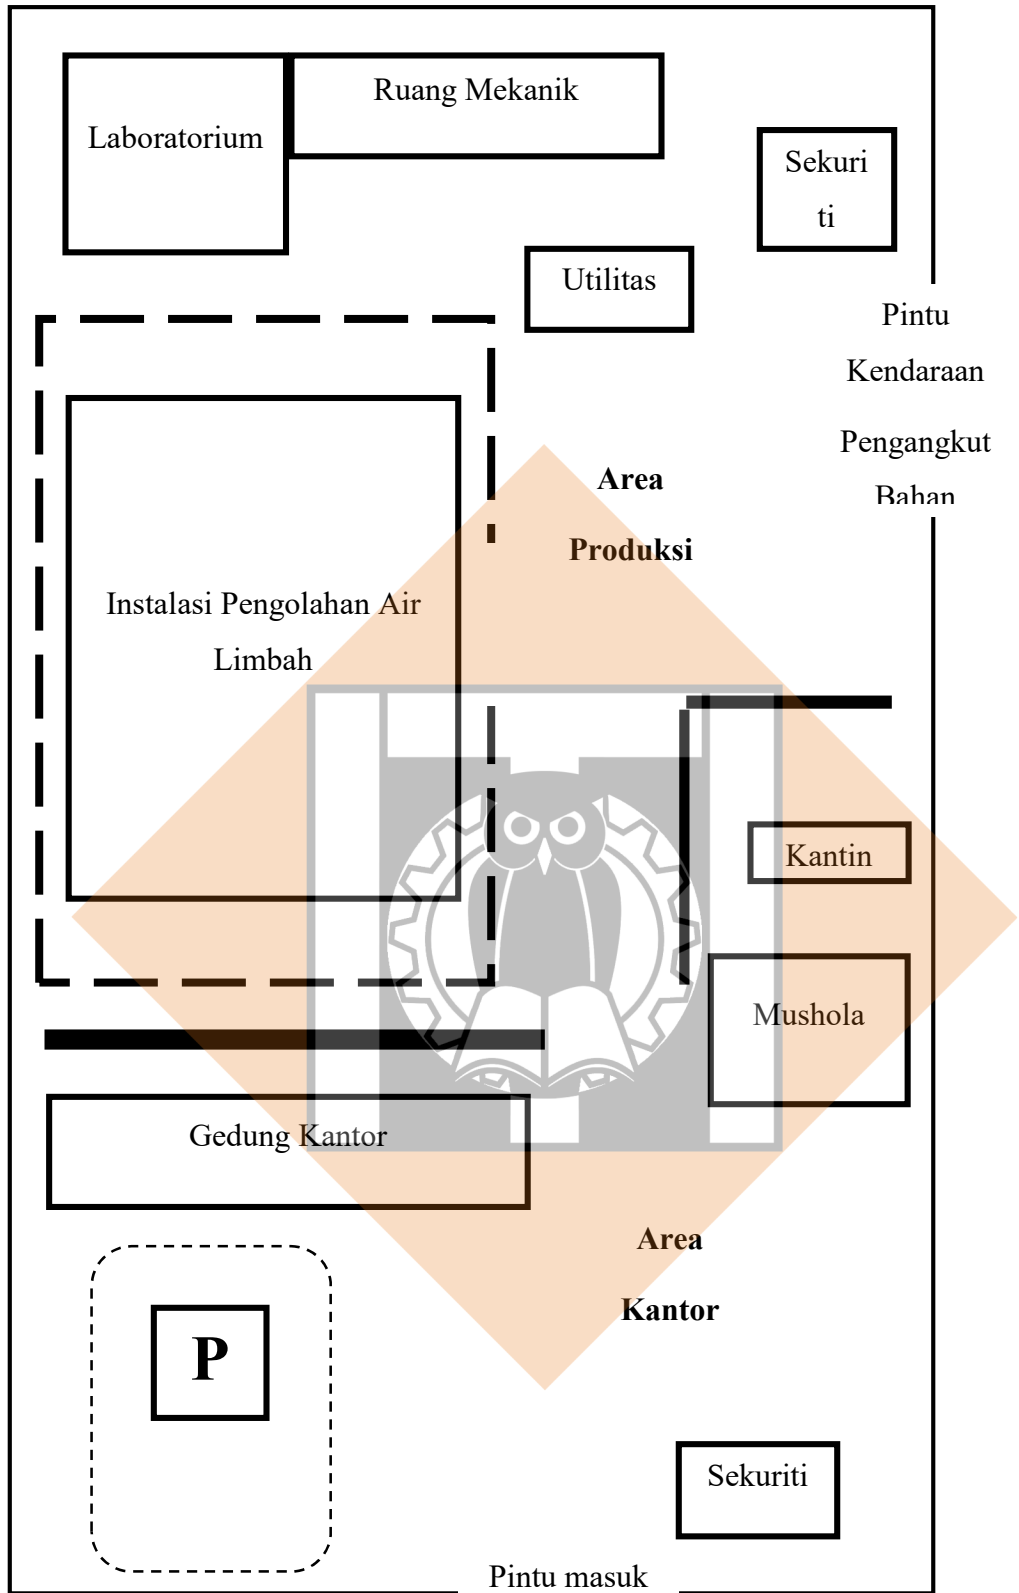 Ruang Mekanik
Laboratorium
Sekuri
ti
Utilitas
Pintu
Kendaraan
Pengangkut
Bahan
Area
Produksi
Instalasi Pengolahan Air
Limbah
Kantin
Mushola
Gedung Kantor
Area
Kantor
P
Sekuriti
Pintu masuk